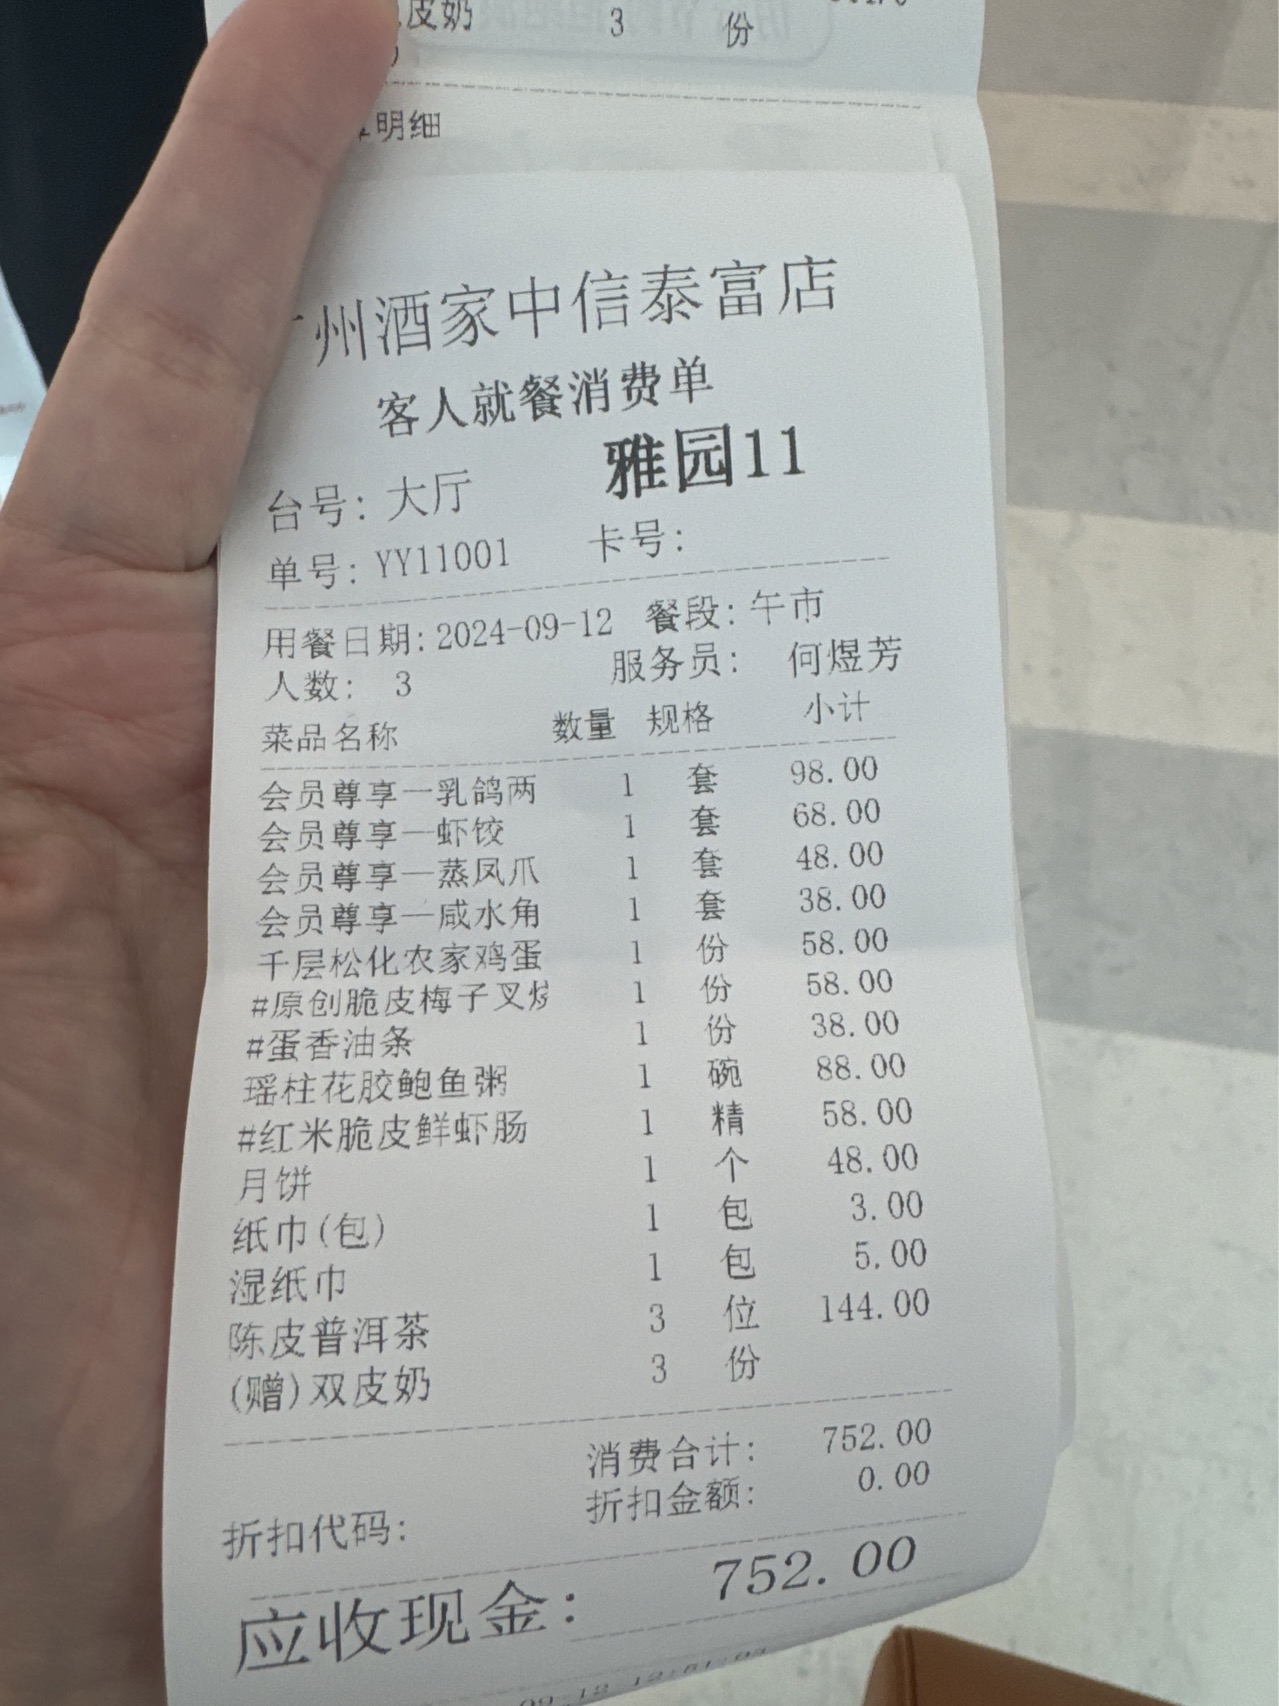 皮奶 3 份
明细
州酒家中信泰富店
客人就餐消费单
台号: 大厅 雅园11
单号: YY11001 卡号:
用餐日期: 2024-09-12 餐段: 午市
人数: 3 服务员: 何煜芳
菜品名称 数量 规格 小计
会员尊享—乳鸽两 1 套 98.00
会员尊享—虾饺 1 套 68.00
会员尊享—蒸凤爪 1 套 48.00
会员尊享—咸水角 1 套 38.00
千层松化农家鸡蛋 1 份 58.00
#原创脆皮梅子叉烧 1 份 58.00
#蛋香油条 1 份 38.00
瑶柱花胶鲍鱼粥 1 碗 88.00
#红米脆皮鲜虾肠 1 精 58.00
月饼 1 个 48.00
纸巾(包) 1 包 3.00
湿纸巾 1 包 5.00
陈皮普洱茶 3 位 144.00
(赠)双皮奶 3 份
消费合计: 752.00
折扣金额: 0.00
折扣代码:
应收现金: 752.00